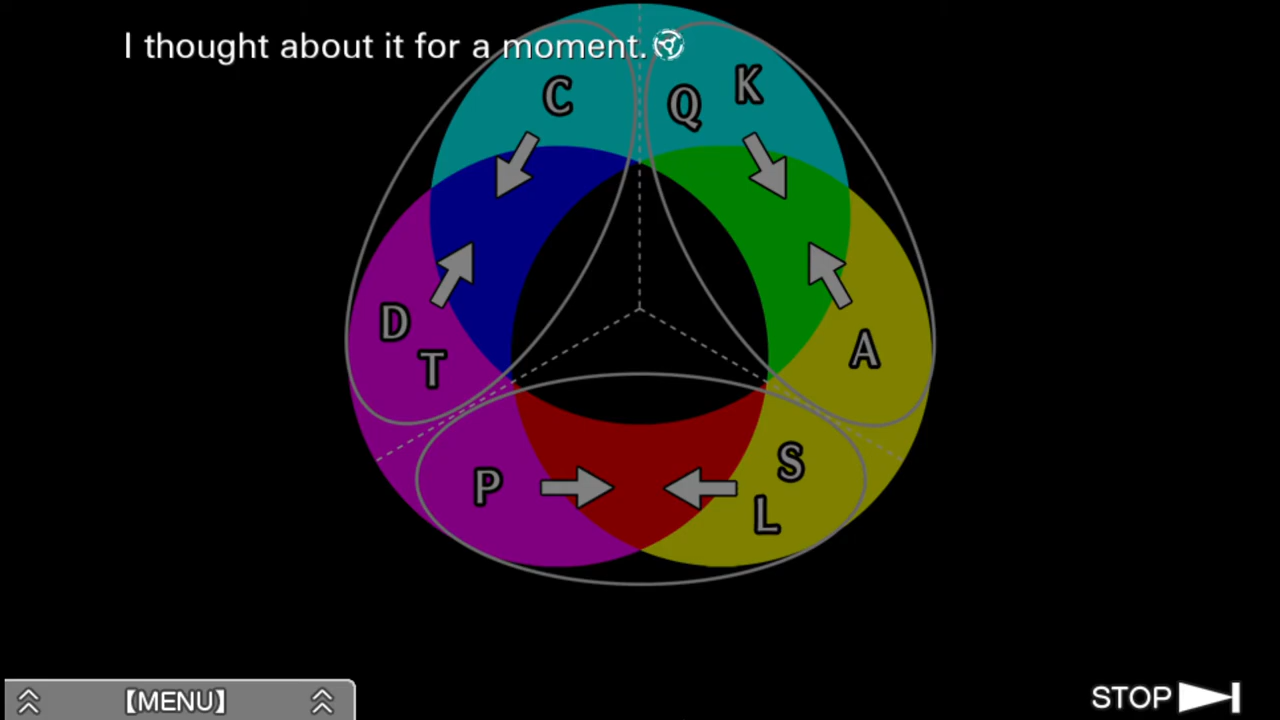 I thought about it for a moment.
C
Q
K
D
T
A
P
S
L
【MENU】
STOP